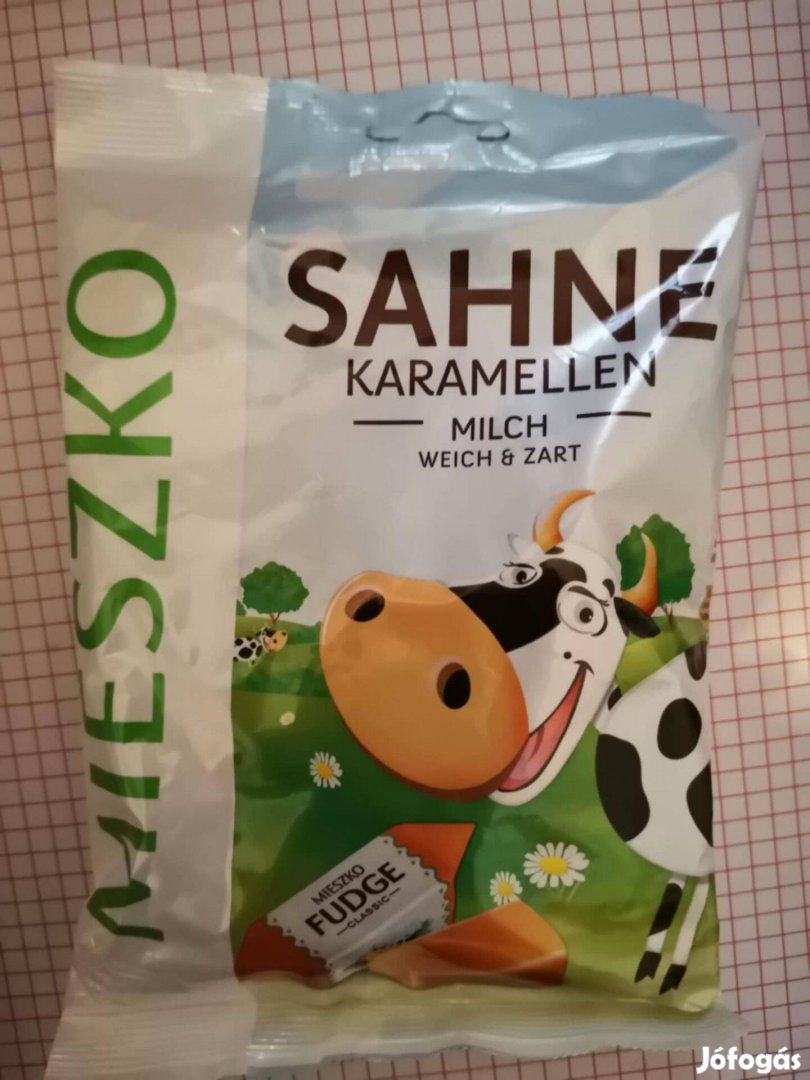 MIESZKO
SAHNE
KARAMELLEN
MILCH
WEICH & ZART
MIESZKO
FUDGE
CLASSIC
Jófogás